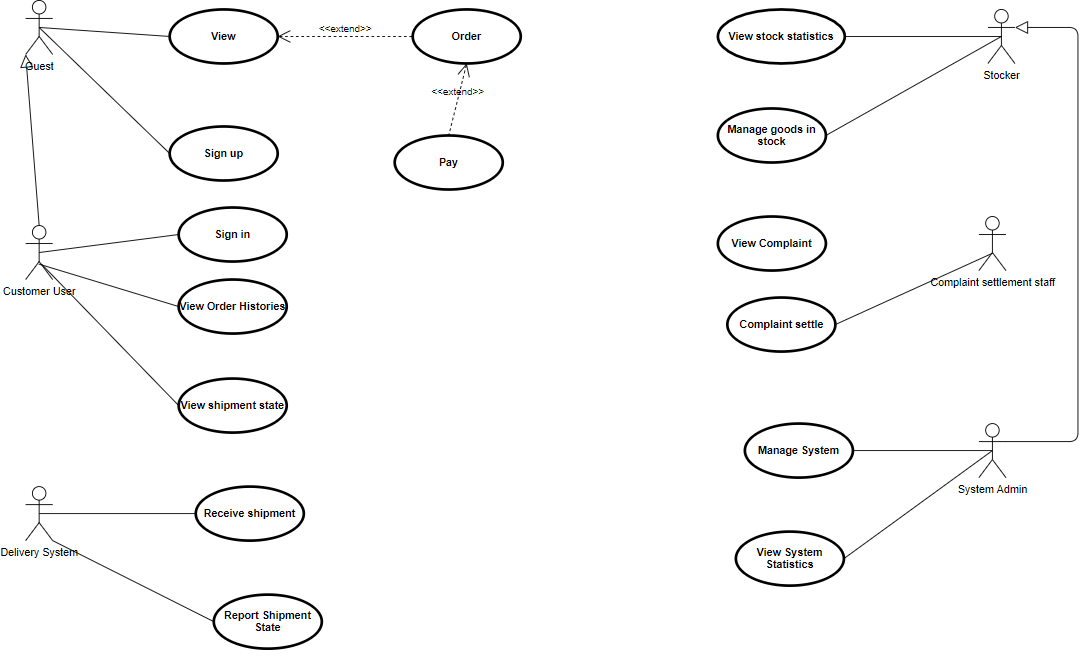 View
<<extend>>
Order
Guest
<<extend>>
Sign up
Pay
Sign in
Customer User
View Order Histories
View shipment state
Receive shipment
Delivery System
Report Shipment
State
View stock statistics
Stocker
Manage goods in
stock
View Complaint
Complaint settlement staff
Complaint settle
Manage System
System Admin
View System
Statistics